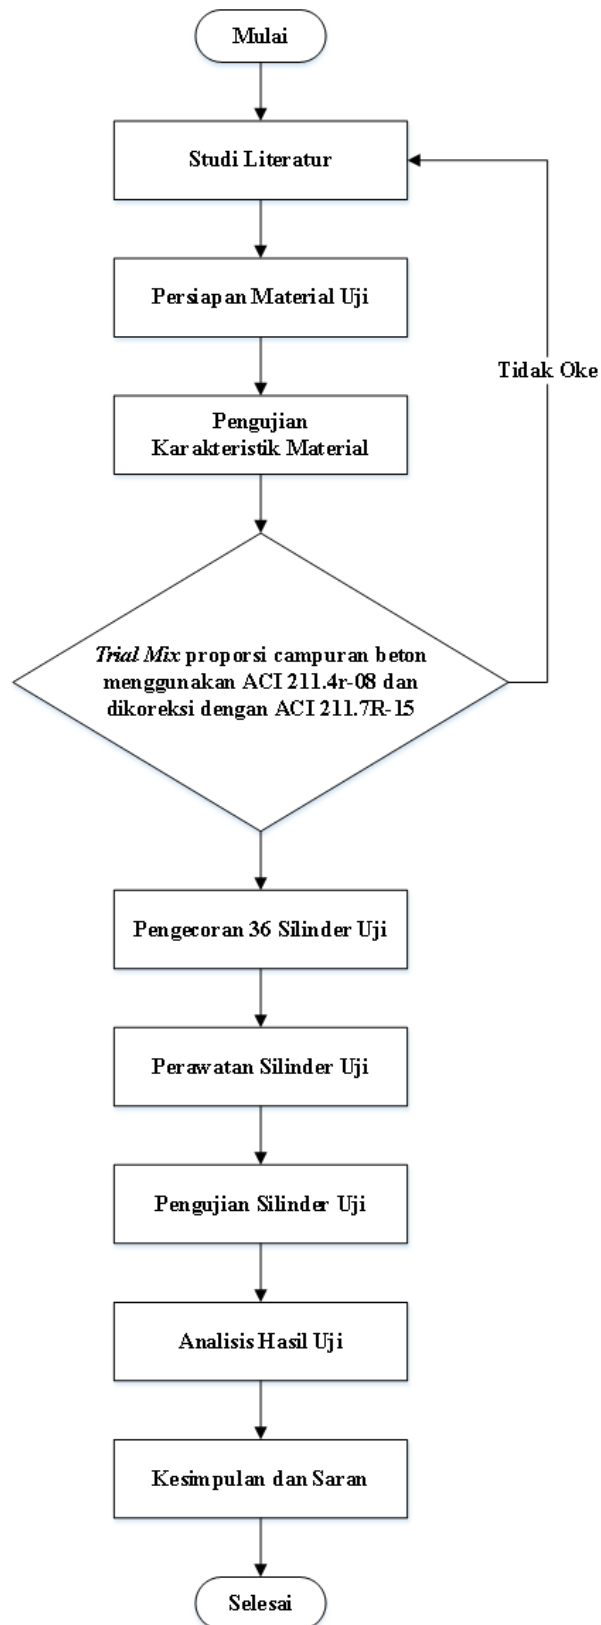 Mulai
Studi Literatur
Persiapan Material Uji
Tidak Oke
Pengujian
Karakteristik Material
Trial Mix proporsi campuran beton
menggunakan ACI 211.4r-08 dan
dikoreksi dengan ACI 211.7R-15
Pengecoran 36 Silinder Uji
Perawatan Silinder Uji
Pengujian Silinder Uji
Analisis Hasil Uji
Kesimpulan dan Saran
Selesai